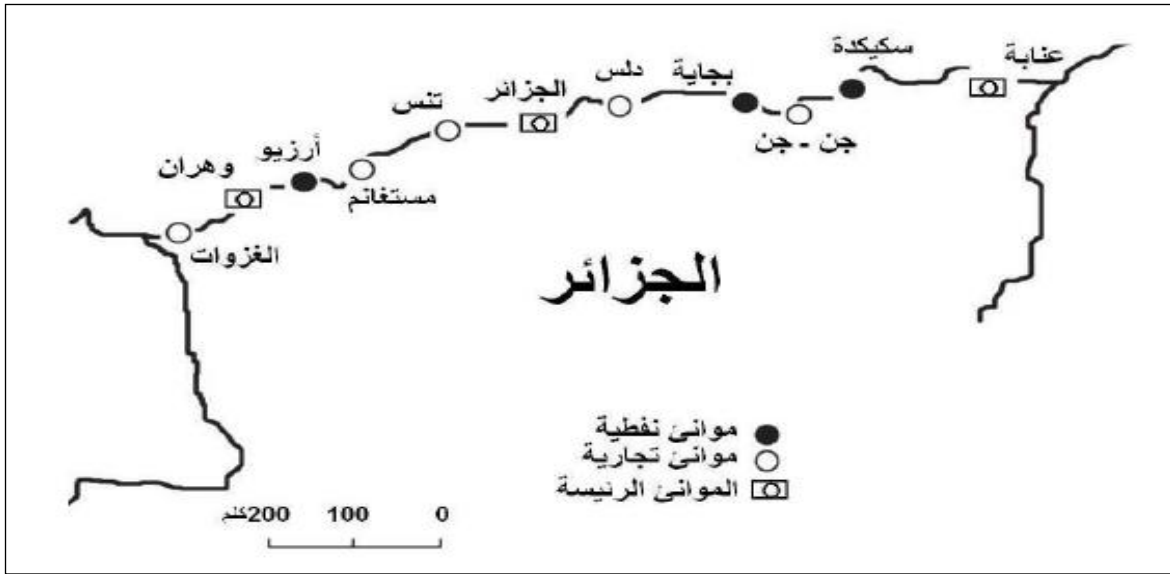 عنابة
سكيكدة
جن - جن
بجاية
دلس
الجزائر
تنس
مستغانم
أرزيو
وهران
الغزوات
الجزائر
موانئ نفطية
موانئ تجارية
الموانئ الرئيسة
0 100 200كلم